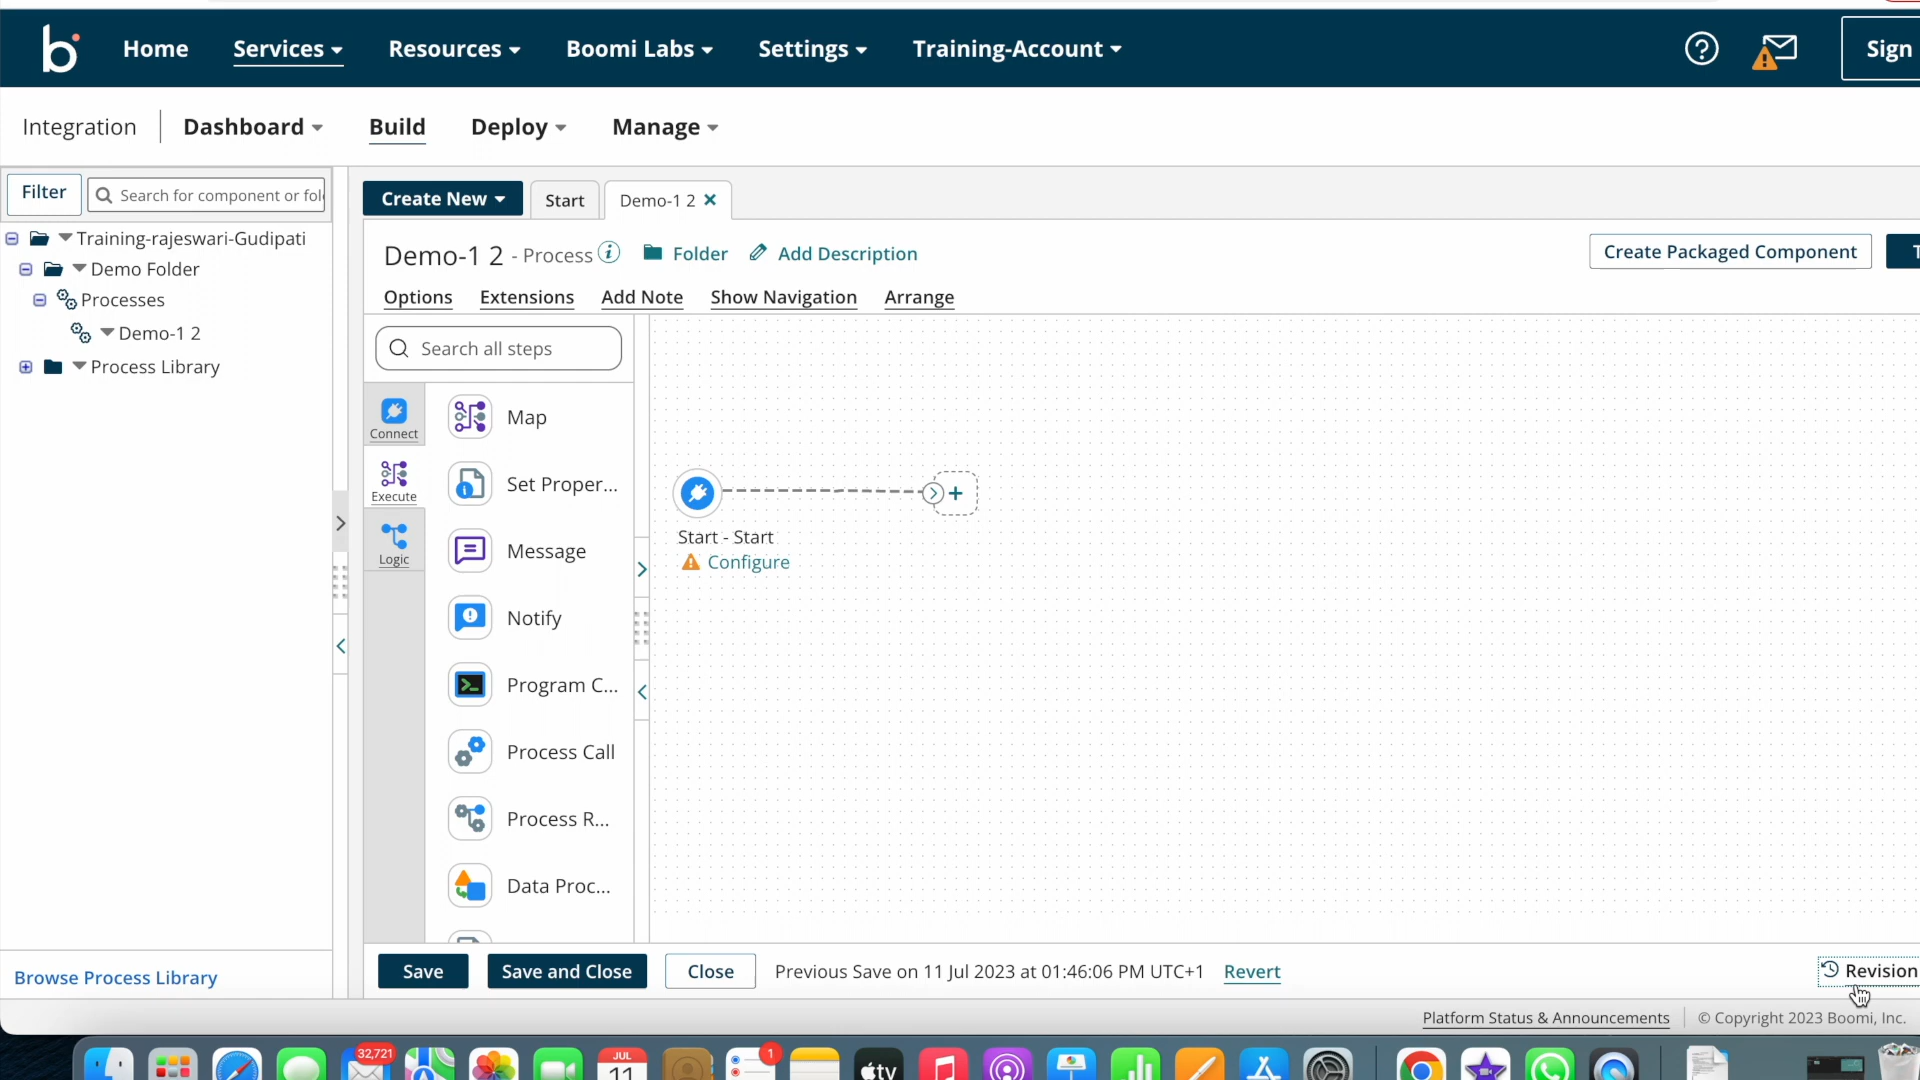 b Home Services Resources Boomi Labs Settings Training-Account Sign
Integration Dashboard Build Deploy Manage
Filter Search for component or fol
Create New Start Demo-1 2
Training-rajeswari-Gudipati
Demo Folder
Processes
Demo-1 2
Process Library
Demo-1 2 - Process Folder Add Description Create Packaged Component T
Options Extensions Add Note Show Navigation Arrange
Search all steps
Connect
Execute
Logic
Map
Set Proper...
Message
Notify
Program C...
Process Call
Process R...
Data Proc...
Start - Start
Configure
Browse Process Library
Save Save and Close Close Previous Save on 11 Jul 2023 at 01:46:06 PM UTC+1 Revert Revision
Platform Status & Announcements © Copyright 2023 Boomi, Inc.
32,721 JUL 11 1 tv